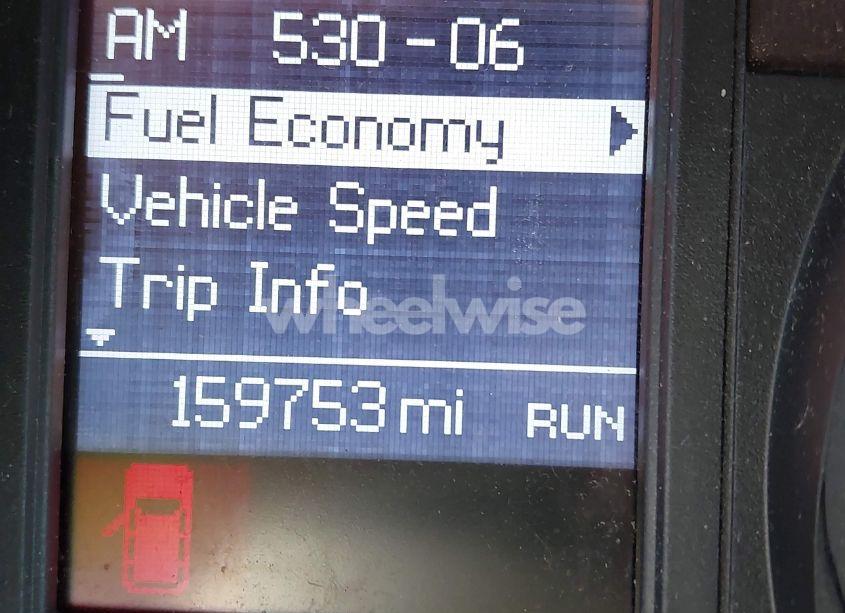 AM 530-06
Fuel Economy
Vehicle Speed
Trip Info
wheelwise
159753 mi RUN